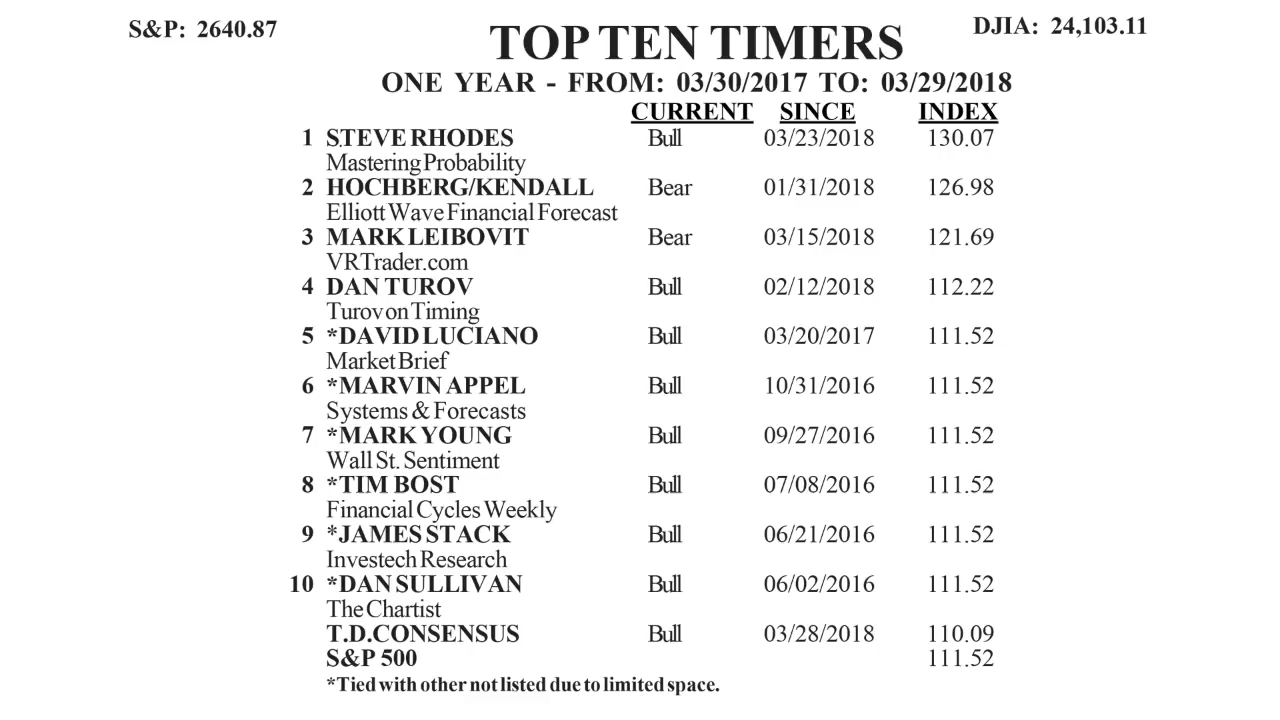 S&P: 2640.87
TOP TEN TIMERS
DJIA: 24,103.11
ONE YEAR - FROM: 03/30/2017 TO: 03/29/2018
CURRENT SINCE INDEX
1 STEVE RHODES Bull 03/23/2018 130.07
Mastering Probability
2 HOCHBERG/KENDALL Bear 01/31/2018 126.98
Elliott Wave Financial Forecast
3 MARK LEIBOVIT Bear 03/15/2018 121.69
VRTrader.com
4 DAN TUROV Bull 02/12/2018 112.22
Turov on Timing
5 *DAVID LUCIANO Bull 03/20/2017 111.52
Market Brief
6 *MARVIN APPEL Bull 10/31/2016 111.52
Systems & Forecasts
7 *MARK YOUNG Bull 09/27/2016 111.52
Wall St. Sentiment
8 *TIM BOST Bull 07/08/2016 111.52
Financial Cycles Weekly
9 *JAMES STACK Bull 06/21/2016 111.52
Investech Research
10 *DAN SULLIVAN Bull 06/02/2016 111.52
The Chartist
T.D.CONSENSUS Bull 03/28/2018 110.09
S&P 500 111.52
*Tied with other not listed due to limited space.